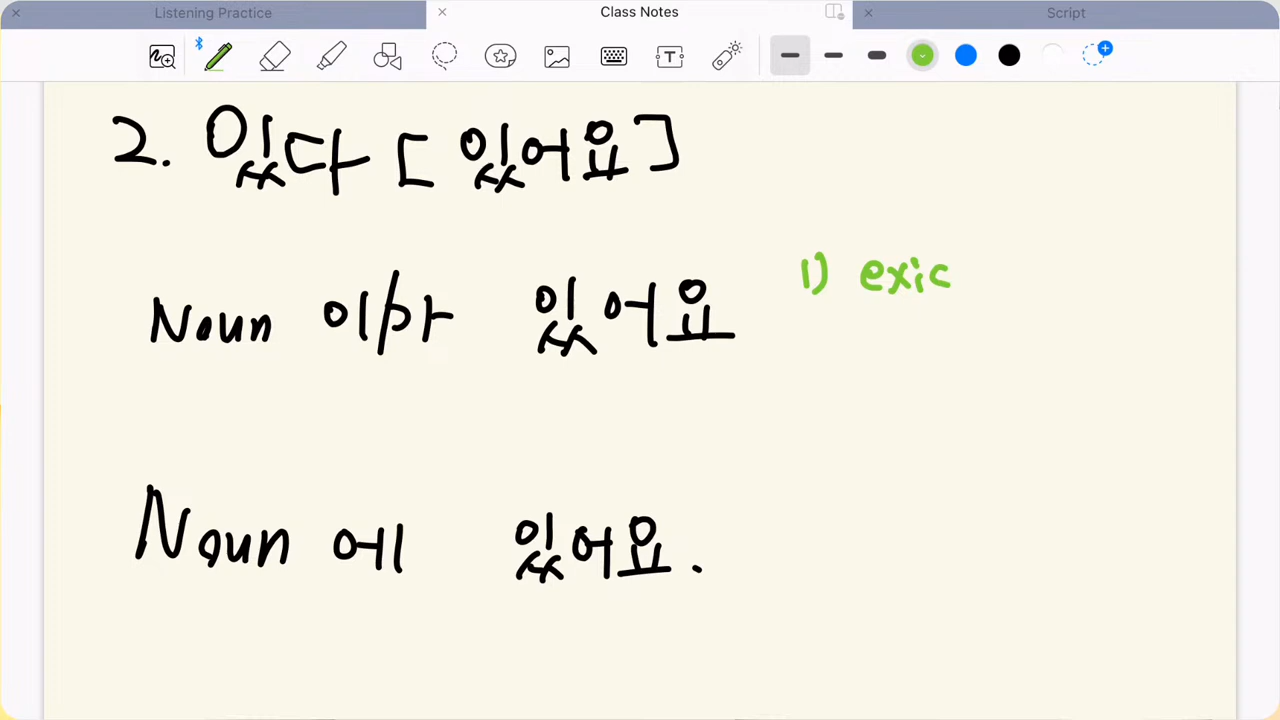 Listening Practice
Class Notes
Script
2. 있다 [있어요]
Noun 이/가 있어요
1) exic
Noun 에 있어요.